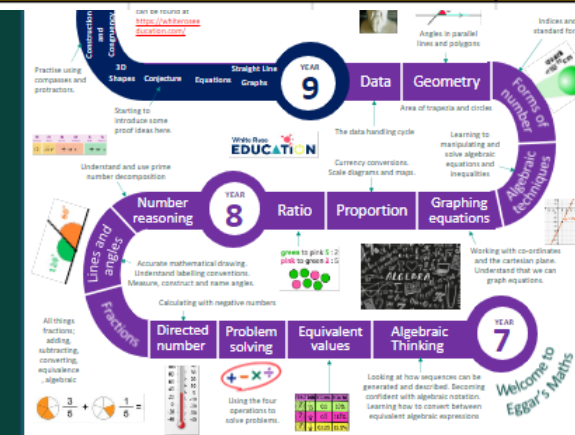 can be found at
https://whiterosee
ducation.com/
Construction
and
Congruency
3D
Shapes
Conjecture
Equations
Straight Line
Graphs
YEAR
9
Data
Geometry
Angles in parallel
lines and polygons
Indices and
standard for
Practise using
compasses and
protractors.
Starting to
introduce some
proof ideas here.
White Rose
EDUCATION
The data handling cycle
Area of trapezia and circles
Forms of
number
Learning to
manipulating and
solve algebraic
equations and
inequalities
Algebraic
techniques
Understand and use prime
number decomposition
Currency conversions.
Scale diagrams and maps.
Number
reasoning
YEAR
8
Ratio
Proportion
Graphing
equations
60°
120°
Lines and
angles
Accurate mathematical drawing.
Understand labelling conventions.
Measure, construct and name angles.
green to pink 5 : 2
pink to green 2 : 5
ALGEBRA
Working with co-ordinates
and the cartesian plane.
Understand that we can
graph equations.
Fractions
Calculating with negative numbers
Directed
number
Problem
solving
Equivalent
values
Algebraic
Thinking
YEAR
7
Welcome to
Eggar's Maths
All things
fractions;
adding,
subtracting,
converting,
equivalence
, algebraic
3/8 + 1/8 =
+ − × ÷
Using the four
operations to
solve problems.
Looking at how sequences can be
generated and described. Becoming
confident with algebraic notation.
Learning how to convert between
equivalent algebraic expressions